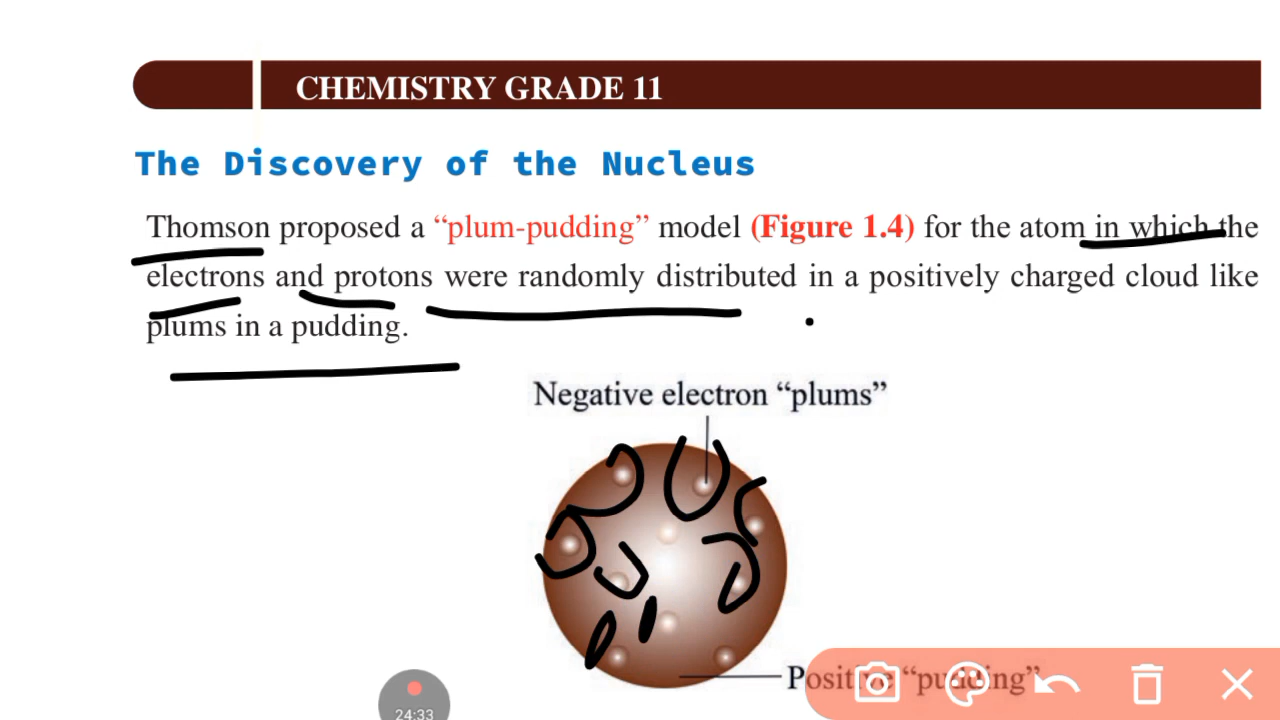 CHEMISTRY GRADE 11
The Discovery of the Nucleus
Thomson proposed a “plum-pudding” model (Figure 1.4) for the atom in which the
electrons and protons were randomly distributed in a positively charged cloud like
plums in a pudding.
Negative electron “plums”
Positive “pudding”
24:33